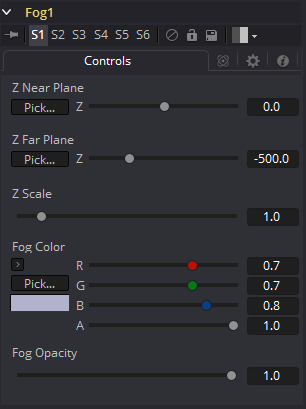 Fog1
S1 S2 S3 S4 S5 S6
Controls
Z Near Plane
Pick... Z 0.0
Z Far Plane
Pick... Z -500.0
Z Scale
1.0
Fog Color
R 0.7
Pick... G 0.7
B 0.8
A 1.0
Fog Opacity
1.0